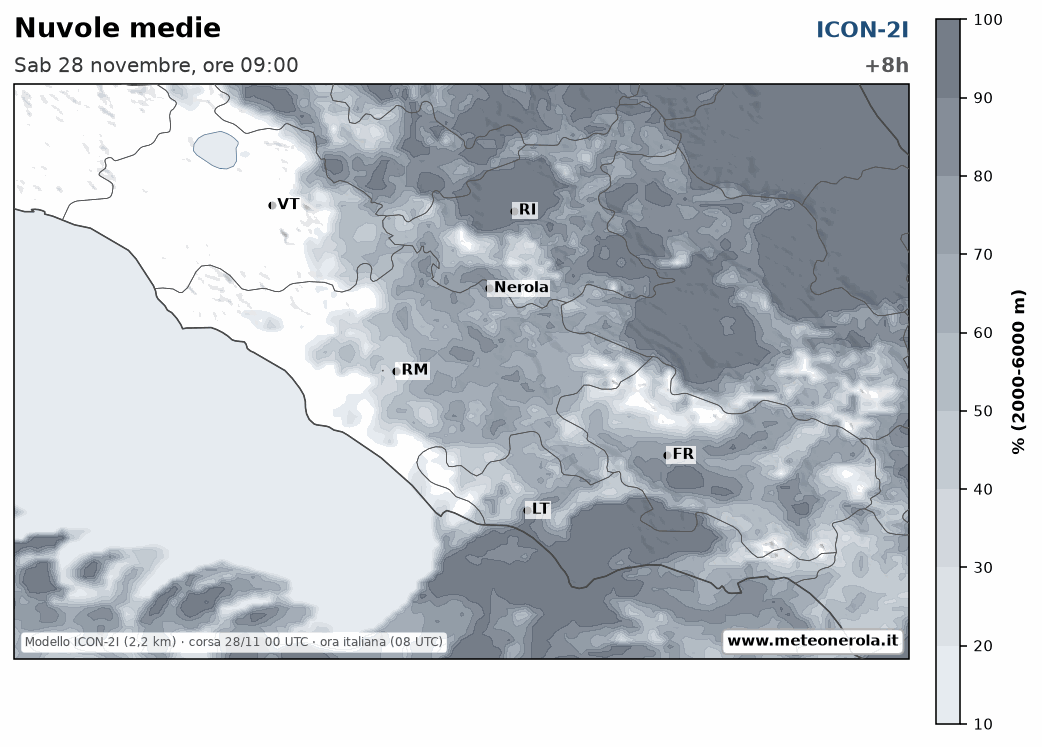 Nuvole medie
ICON-2I
Sab 28 novembre, ore 09:00
+8h
100
90
80
70
60
50
40
30
20
10
% (2000-6000 m)
VT
RI
Nerola
RM
FR
LT
Modello ICON-2I (2,2 km) · corsa 28/11 00 UTC · ora italiana (08 UTC)
www.meteonerola.it